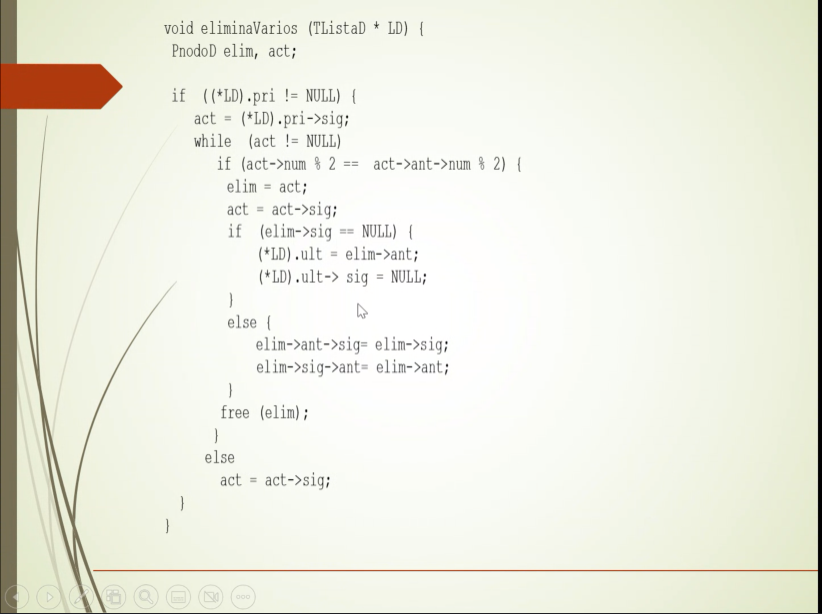 void eliminaVarios (TListaD * LD) {
PnodoD elim, act;
if ((*LD).pri != NULL) {
act = (*LD).pri->sig;
while (act != NULL)
if (act->num % 2 == act->ant->num % 2) {
elim = act;
act = act->sig;
if (elim->sig == NULL) {
(*LD).ult = elim->ant;
(*LD).ult-> sig = NULL;
}
else {
elim->ant->sig= elim->sig;
elim->sig->ant= elim->ant;
}
free (elim);
}
else
act = act->sig;
}
}